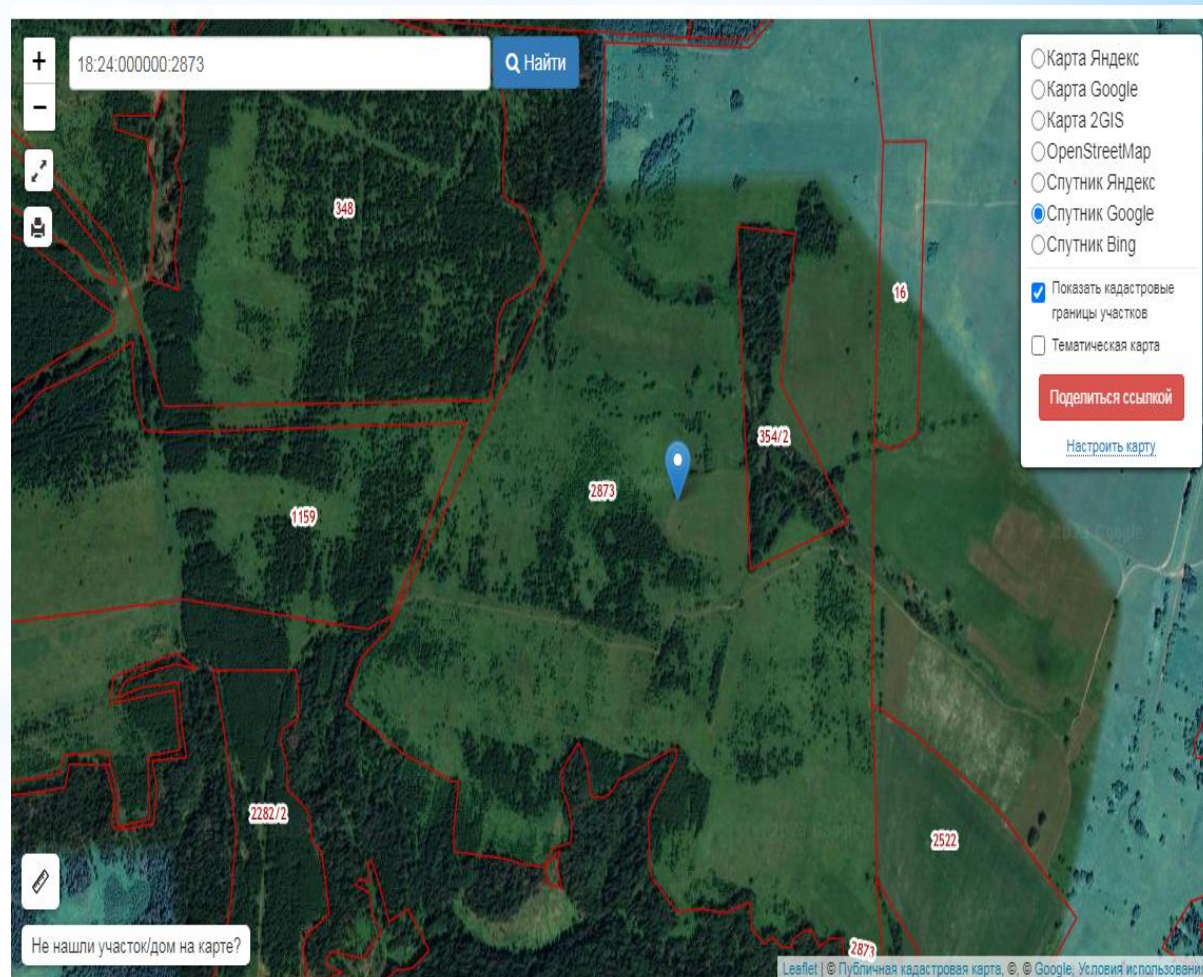 +
18:24:000000:2873
Найти
−
Карта Яндекс
Карта Google
Карта 2GIS
OpenStreetMap
Спутник Яндекс
Спутник Google
Спутник Bing
Показать кадастровые
границы участков
Тематическая карта
Поделиться ссылкой
Настроить карту
348
16
354/2
2873
1159
2282/2
2522
2873
Не нашли участок/дом на карте?
Leaflet | © Публичная кадастровая карта, ©, © Google, Условия использован